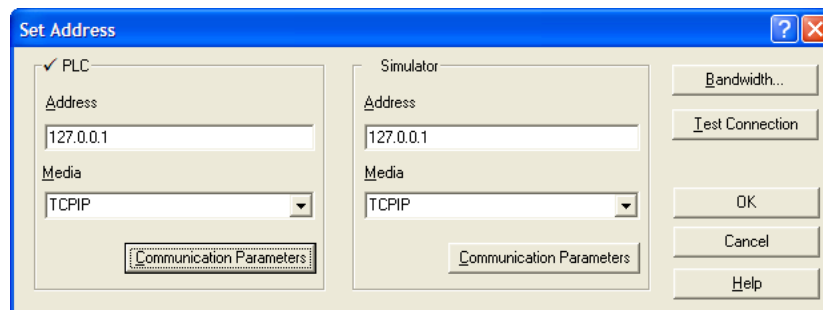 Set Address
✓ PLC
Address
127.0.0.1
Media
TCPIP
Communication Parameters
Simulator
Address
127.0.0.1
Media
TCPIP
Communication Parameters
Bandwidth...
Test Connection
OK
Cancel
Help